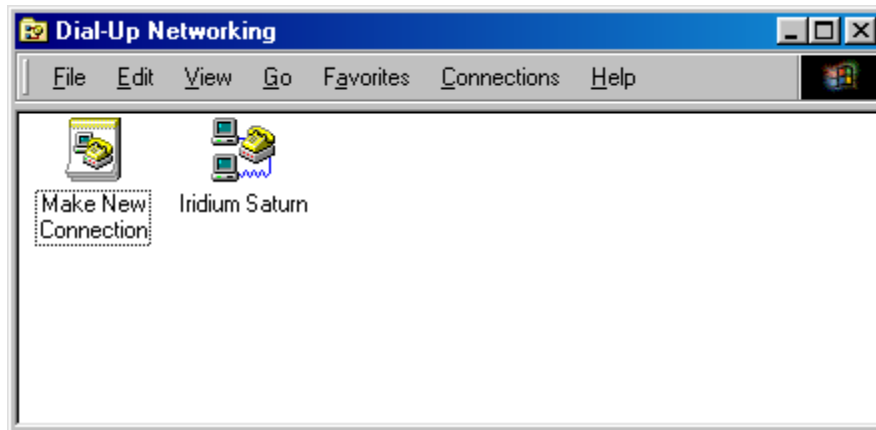 Dial-Up Networking
File Edit View Go Favorites Connections Help
Make New Iridium Saturn
Connection